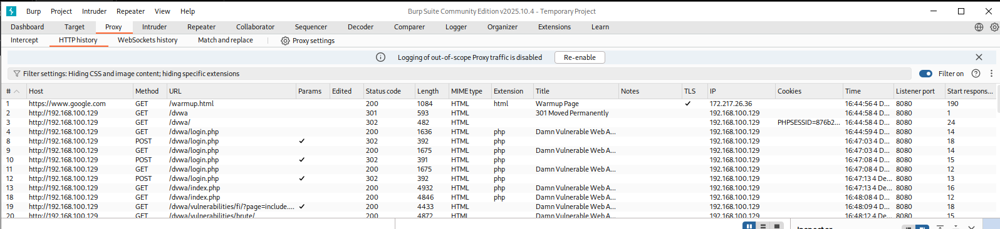 Burp Project Intruder Repeater View Help Burp Suite Community Edition v2025.10.4 - Temporary Project
Dashboard Target Proxy Intruder Repeater Collaborator Sequencer Decoder Comparer Logger Organizer Extensions Learn
Intercept HTTP history WebSockets history Match and replace Proxy settings
Logging of out-of-scope Proxy traffic is disabled Re-enable
Filter settings: Hiding CSS and image content; hiding specific extensions Filter on
# Host Method URL Params Edited Status code Length MIME type Extension Title Notes TLS IP Cookies Time Listener port Start respons...
1 https://www.google.com GET /warmup.html 200 1084 HTML html Warmup Page ✓ 172.217.26.36 16:44:56 4 D... 8080 190
2 http://192.168.100.129 GET /dvwa 301 593 HTML 301 Moved Permanently 192.168.100.129 16:44:58 4 D... 8080 1
3 http://192.168.100.129 GET /dvwa/ 302 482 HTML 192.168.100.129 PHPSESSID=876b2... 16:44:58 4 D... 8080 24
4 http://192.168.100.129 GET /dvwa/login.php 200 1636 HTML php Damn Vulnerable Web A... 192.168.100.129 16:44:59 4 D... 8080 14
8 http://192.168.100.129 POST /dvwa/login.php ✓ 302 392 HTML php 192.168.100.129 16:47:03 4 D... 8080 18
9 http://192.168.100.129 GET /dvwa/login.php 200 1675 HTML php Damn Vulnerable Web A... 192.168.100.129 16:47:03 4 D... 8080 14
10 http://192.168.100.129 POST /dvwa/login.php ✓ 302 391 HTML php 192.168.100.129 16:47:08 4 D... 8080 15
11 http://192.168.100.129 GET /dvwa/login.php 200 1675 HTML php Damn Vulnerable Web A... 192.168.100.129 16:47:08 4 D... 8080 12
12 http://192.168.100.129 POST /dvwa/login.php ✓ 302 392 HTML php 192.168.100.129 16:47:13 4 De... 8080 13
13 http://192.168.100.129 GET /dvwa/index.php 200 4932 HTML php Damn Vulnerable Web A... 192.168.100.129 16:47:13 4 De... 8080 16
18 http://192.168.100.129 GET /dvwa/index.php 200 4846 HTML php Damn Vulnerable Web A... 192.168.100.129 16:48:08 4 D... 8080 12
19 http://192.168.100.129 GET /dvwa/vulnerabilities/fi/?page=include.... ✓ 200 4433 HTML Damn Vulnerable Web A... 192.168.100.129 16:48:09 4 D... 8080 18
20 http://192.168.100.129 GET /dvwa/vulnerabilities/brute/ 200 4872 HTML Damn Vulnerable Web A... 192.168.100.129 16:48:12 4 D... 8080 15
Inspector